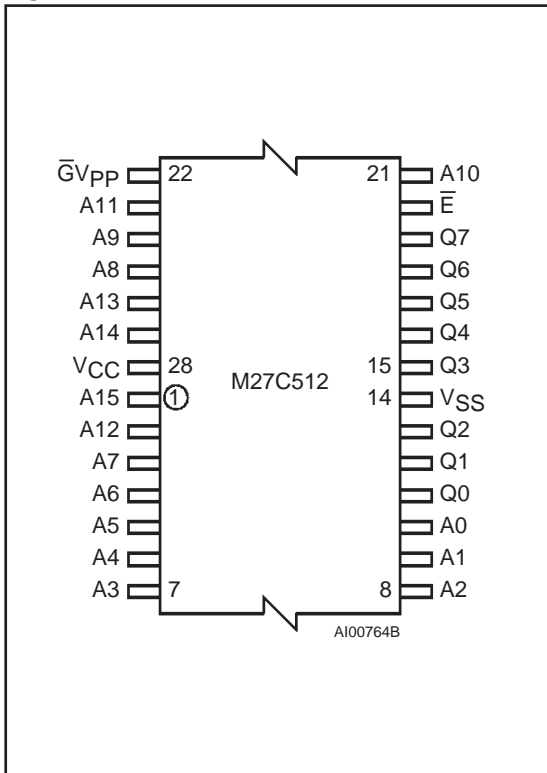 G̅VPP 22 21 A10
A11 E̅
A9 Q7
A8 Q6
A13 Q5
A14 Q4
VCC 28 15 Q3
M27C512
A15 1 14 VSS
A12 Q2
A7 Q1
A6 Q0
A5 A0
A4 A1
A3 7 8 A2
AI00764B